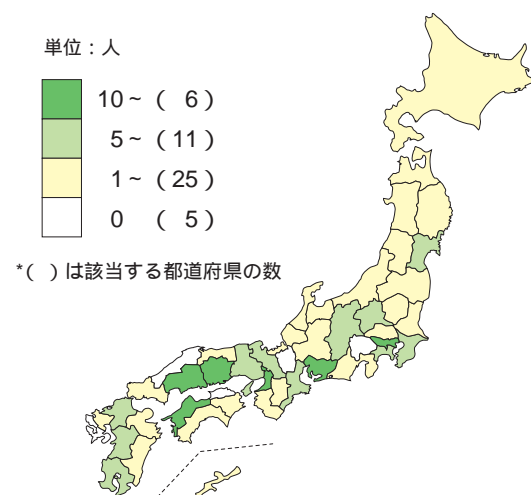 単位：人
10～（ 6）
5～（11）
1～（25）
0 （ 5）
*( ）は該当する都道府県の数